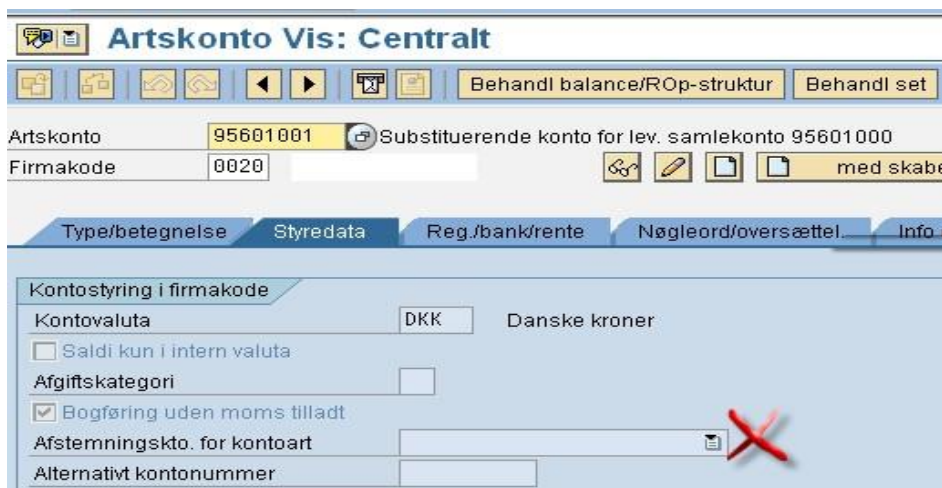 Artskonto Vis: Centralt
Behandl balance/ROp-struktur Behandl set
Artskonto 95601001 Substituerende konto for lev. samlekonto 95601000
Firmakode 0020 med skabe
Type/betegnelse Styredata Reg./bank/rente Nøgleord/oversættel. Info
Kontostyring i firmakode
Kontovaluta DKK Danske kroner
Saldi kun i intern valuta
Afgiftskategori
Bogføring uden moms tilladt
Afstemningskto. for kontoart
Alternativt kontonummer